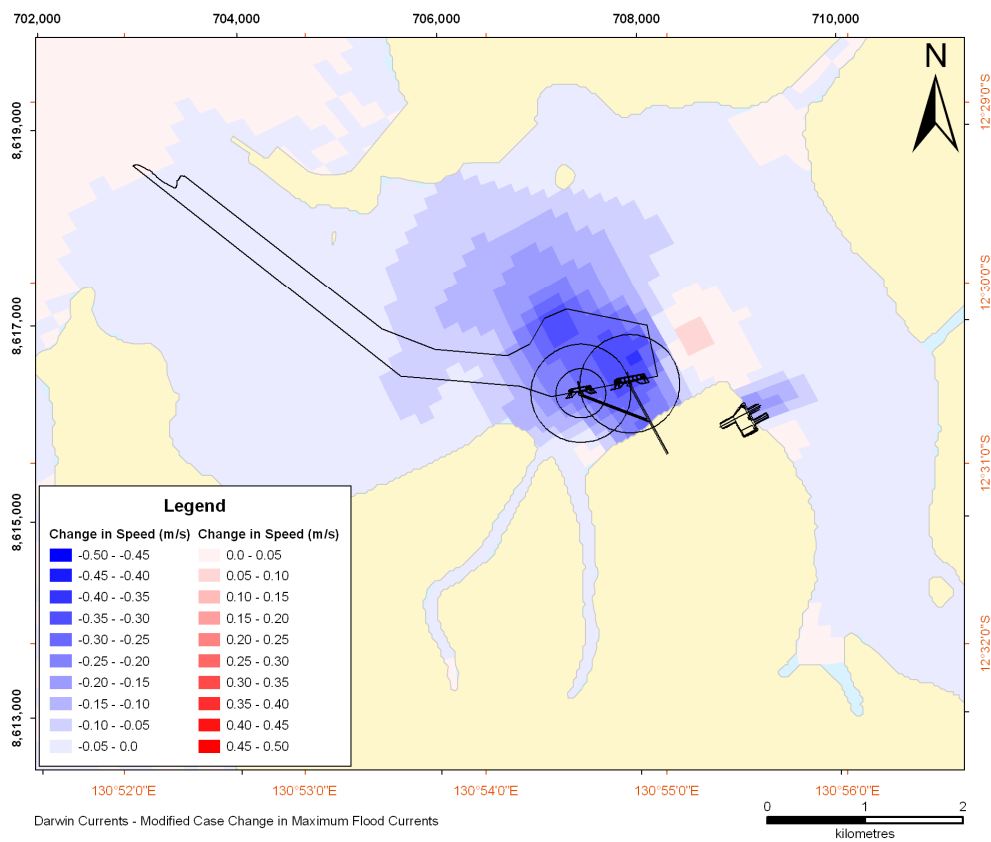 702,000 704,000 706,000 708,000 710,000
N
8,619,000
8,617,000
8,615,000
8,613,000
12°29'0"S
12°30'0"S
12°31'0"S
12°32'0"S
Legend
Change in Speed (m/s) Change in Speed (m/s)
-0.50 - -0.45 0.0 - 0.05
-0.45 - -0.40 0.05 - 0.10
-0.40 - -0.35 0.10 - 0.15
-0.35 - -0.30 0.15 - 0.20
-0.30 - -0.25 0.20 - 0.25
-0.25 - -0.20 0.25 - 0.30
-0.20 - -0.15 0.30 - 0.35
-0.15 - -0.10 0.35 - 0.40
-0.10 - -0.05 0.40 - 0.45
-0.05 - 0.0 0.45 - 0.50
130°52'0"E 130°53'0"E 130°54'0"E 130°55'0"E 130°56'0"E
Darwin Currents - Modified Case Change in Maximum Flood Currents
0 1 2
kilometres